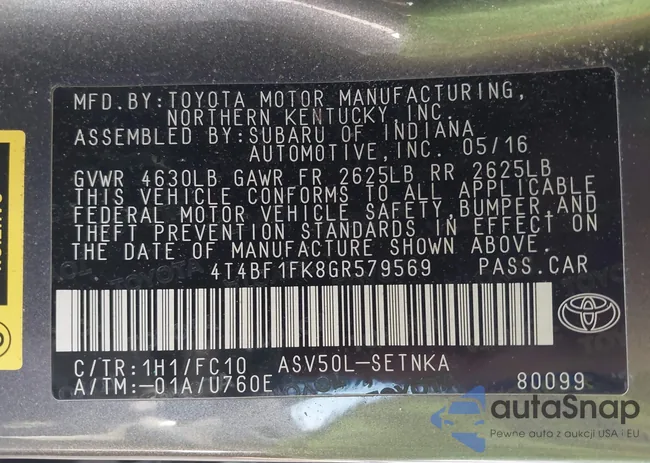 MFD.BY:TOYOTA MOTOR MANUFACTURING,
NORTHERN KENTUCKY,INC.
ASSEMBLED BY:SUBARU OF INDIANA
AUTOMOTIVE,INC. 05/16
GVWR 4630LB GAWR FR 2625LB RR 2625LB
THIS VEHICLE CONFORMS TO ALL APPLICABLE
FEDERAL MOTOR VEHICLE SAFETY,BUMPER,AND
THEFT PREVENTION STANDARDS IN EFFECT ON
THE DATE OF MANUFACTURE SHOWN ABOVE.
4T4BF1FK8GR579569 PASS.CAR
C/TR:1H1/FC10 ASV50L-SETNKA
A/TM:-01A/U760E 80099
autaSnap
Pewne auta z aukcji USA i EU